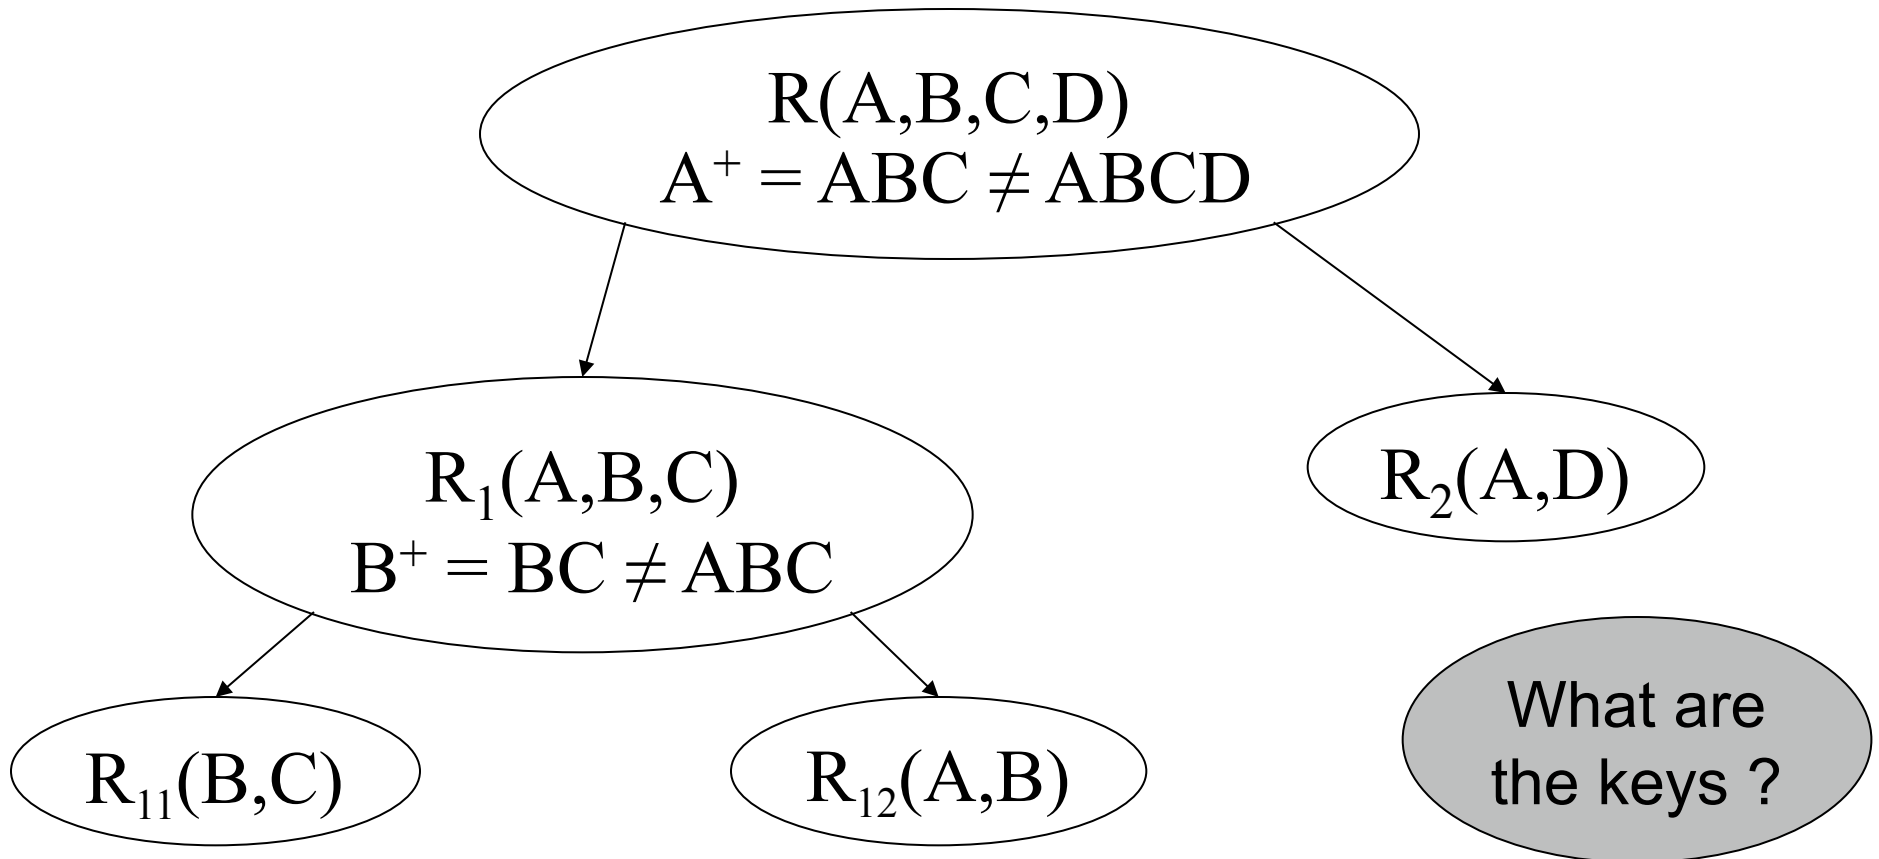 R(A,B,C,D)
A⁺ = ABC ≠ ABCD
R₁(A,B,C)
B⁺ = BC ≠ ABC
R₂(A,D)
R₁₁(B,C)
R₁₂(A,B)
What are
the keys ?